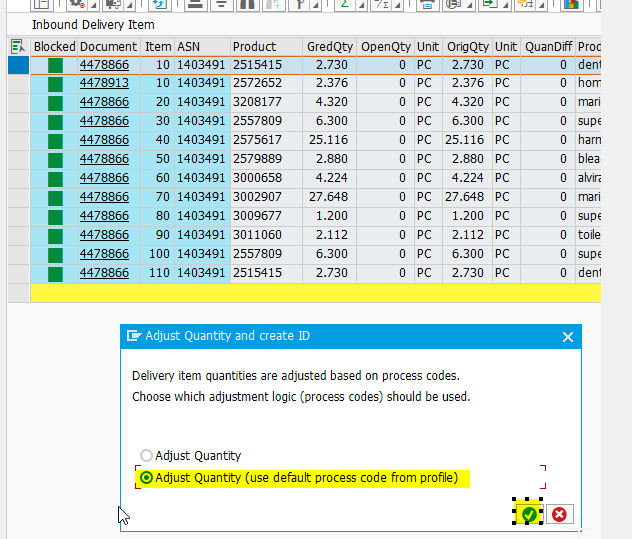 Inbound Delivery Item
Blocked Document Item ASN Product GredQty OpenQty Unit OrigQty Unit QuanDiff Proc
4478866 10 1403491 2515415 2.730 0 PC 2.730 PC 0 dent
4478913 10 1403491 2572652 2.376 0 PC 2.376 PC 0 hom
4478866 20 1403491 3208177 4.320 0 PC 4.320 PC 0 mari
4478866 30 1403491 2557809 6.300 0 PC 6.300 PC 0 supe
4478866 40 1403491 2575617 25.116 0 PC 25.116 PC 0 harn
4478866 50 1403491 2579889 2.880 0 PC 2.880 PC 0 blea
4478866 60 1403491 3000658 4.224 0 PC 4.224 PC 0 alvira
4478866 70 1403491 3002907 27.648 0 PC 27.648 PC 0 mari
4478866 80 1403491 3009677 1.200 0 PC 1.200 PC 0 supe
4478866 90 1403491 3011060 2.112 0 PC 2.112 PC 0 toile
4478866 100 1403491 2557809 6.300 0 PC 6.300 PC 0 supe
4478866 110 1403491 2515415 2.730 0 PC 2.730 PC 0 dent
Adjust Quantity and create ID
Delivery item quantities are adjusted based on process codes.
Choose which adjustment logic (process codes) should be used.
Adjust Quantity
Adjust Quantity (use default process code from profile)